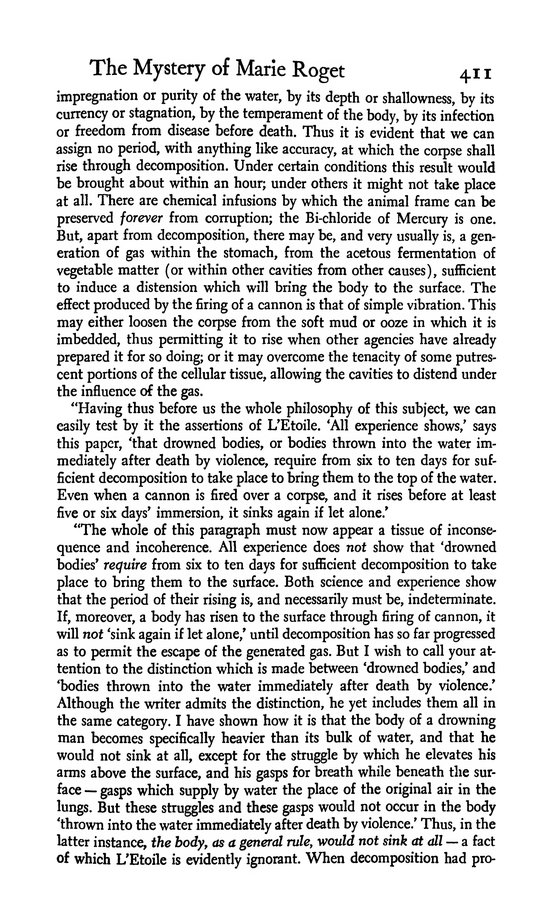 The Mystery of Marie Roget 411
impregnation or purity of the water, by its depth or shallowness, by its
currency or stagnation, by the temperament of the body, by its infection
or freedom from disease before death. Thus it is evident that we can
assign no period, with anything like accuracy, at which the corpse shall
rise through decomposition. Under certain conditions this result would
be brought about within an hour; under others it might not take place
at all. There are chemical infusions by which the animal frame can be
preserved forever from corruption; the Bi-chloride of Mercury is one.
But, apart from decomposition, there may be, and very usually is, a gen-
eration of gas within the stomach, from the acetous fermentation of
vegetable matter (or within other cavities from other causes), sufficient
to induce a distension which will bring the body to the surface. The
effect produced by the firing of a cannon is that of simple vibration. This
may either loosen the corpse from the soft mud or ooze in which it is
imbedded, thus permitting it to rise when other agencies have already
prepared it for so doing; or it may overcome the tenacity of some putres-
cent portions of the cellular tissue, allowing the cavities to distend under
the influence of the gas.
“Having thus before us the whole philosophy of this subject, we can
easily test by it the assertions of L’Etoile. ‘All experience shows,’ says
this paper, ‘that drowned bodies, or bodies thrown into the water im-
mediately after death by violence, require from six to ten days for suf-
ficient decomposition to take place to bring them to the top of the water.
Even when a cannon is fired over a corpse, and it rises before at least
five or six days’ immersion, it sinks again if let alone.’
“The whole of this paragraph must now appear a tissue of inconse-
quence and incoherence. All experience does not show that ‘drowned
bodies’ require from six to ten days for sufficient decomposition to take
place to bring them to the surface. Both science and experience show
that the period of their rising is, and necessarily must be, indeterminate.
If, moreover, a body has risen to the surface through firing of cannon, it
will not ‘sink again if let alone,’ until decomposition has so far progressed
as to permit the escape of the generated gas. But I wish to call your at-
tention to the distinction which is made between ‘drowned bodies,’ and
‘bodies thrown into the water immediately after death by violence.’
Although the writer admits the distinction, he yet includes them all in
the same category. I have shown how it is that the body of a drowning
man becomes specifically heavier than its bulk of water, and that he
would not sink at all, except for the struggle by which he elevates his
arms above the surface, and his gasps for breath while beneath the sur-
face — gasps which supply by water the place of the original air in the
lungs. But these struggles and these gasps would not occur in the body
‘thrown into the water immediately after death by violence.’ Thus, in the
latter instance, the body, as a general rule, would not sink at all — a fact
of which L’Etoile is evidently ignorant. When decomposition had pro-